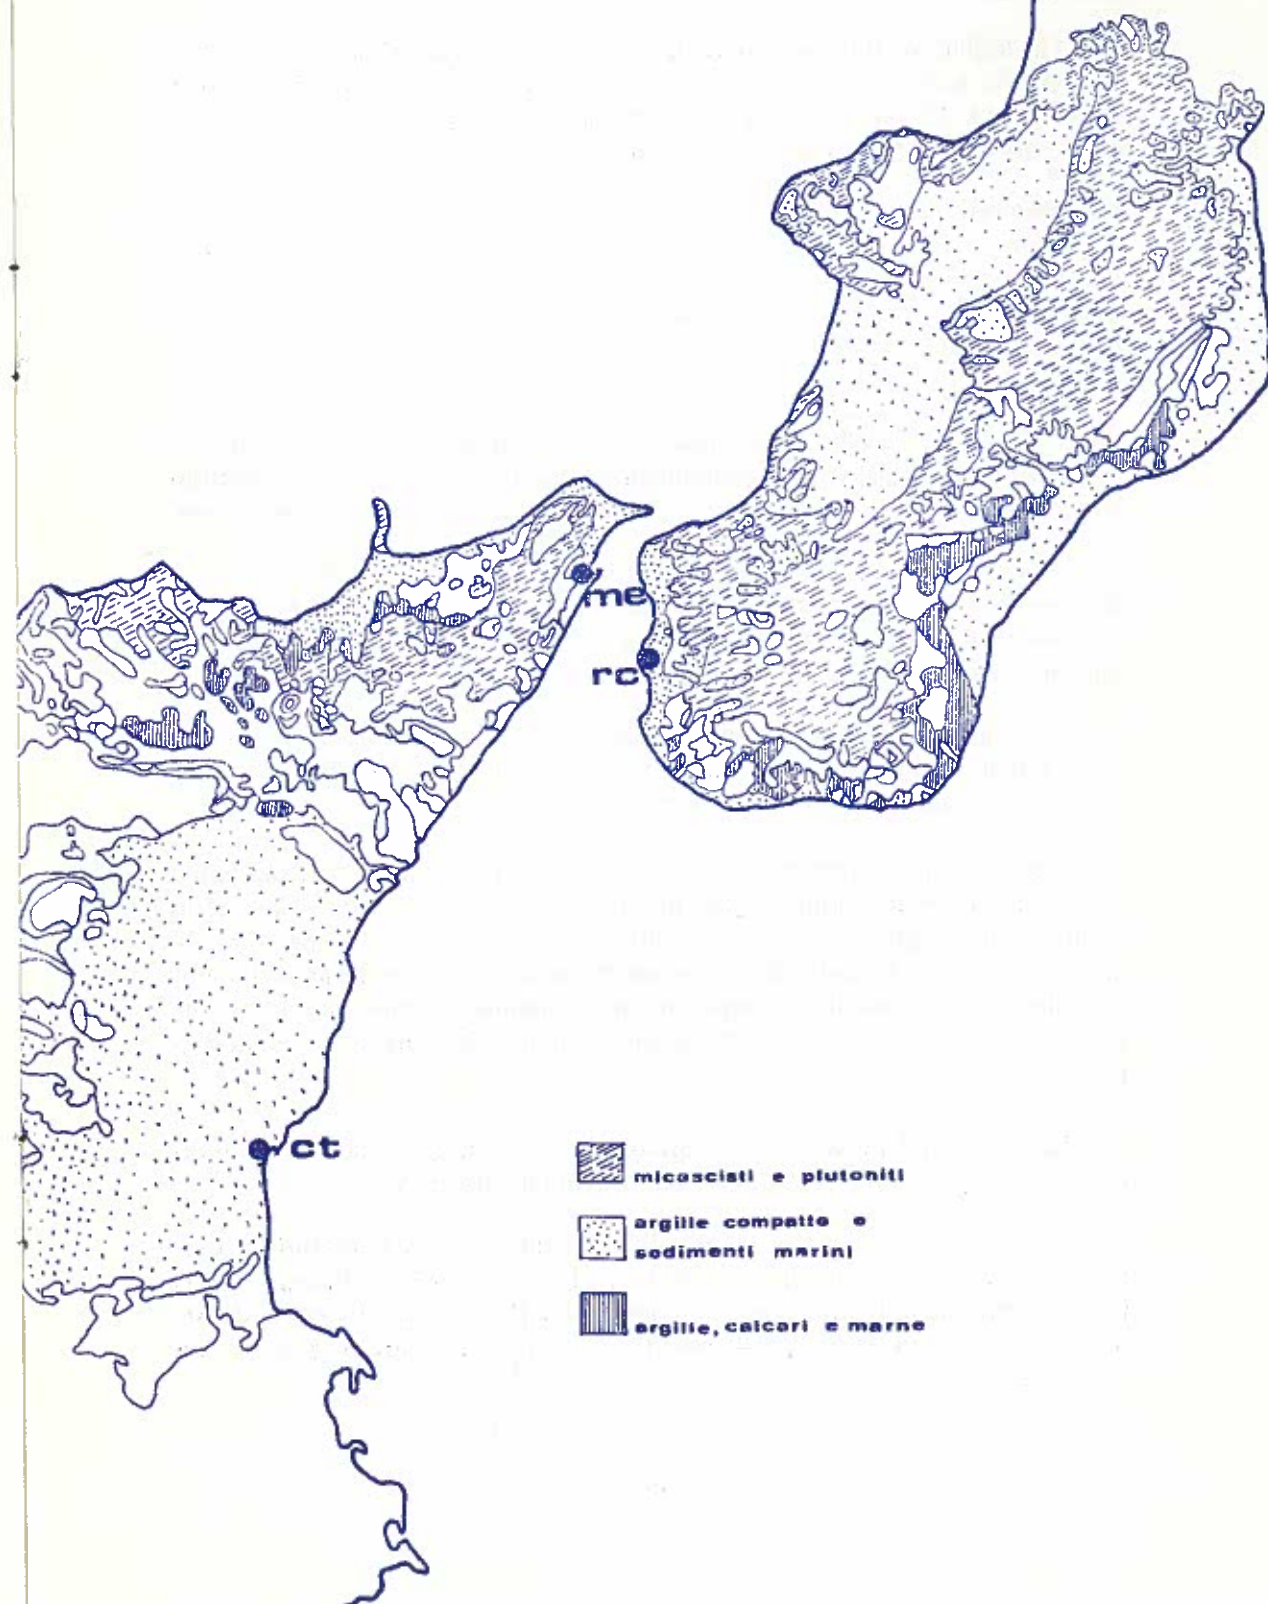 me
rc
ct
micascisti e plutoniti
argille compatte e
sedimenti marini
argille, calcari e marne